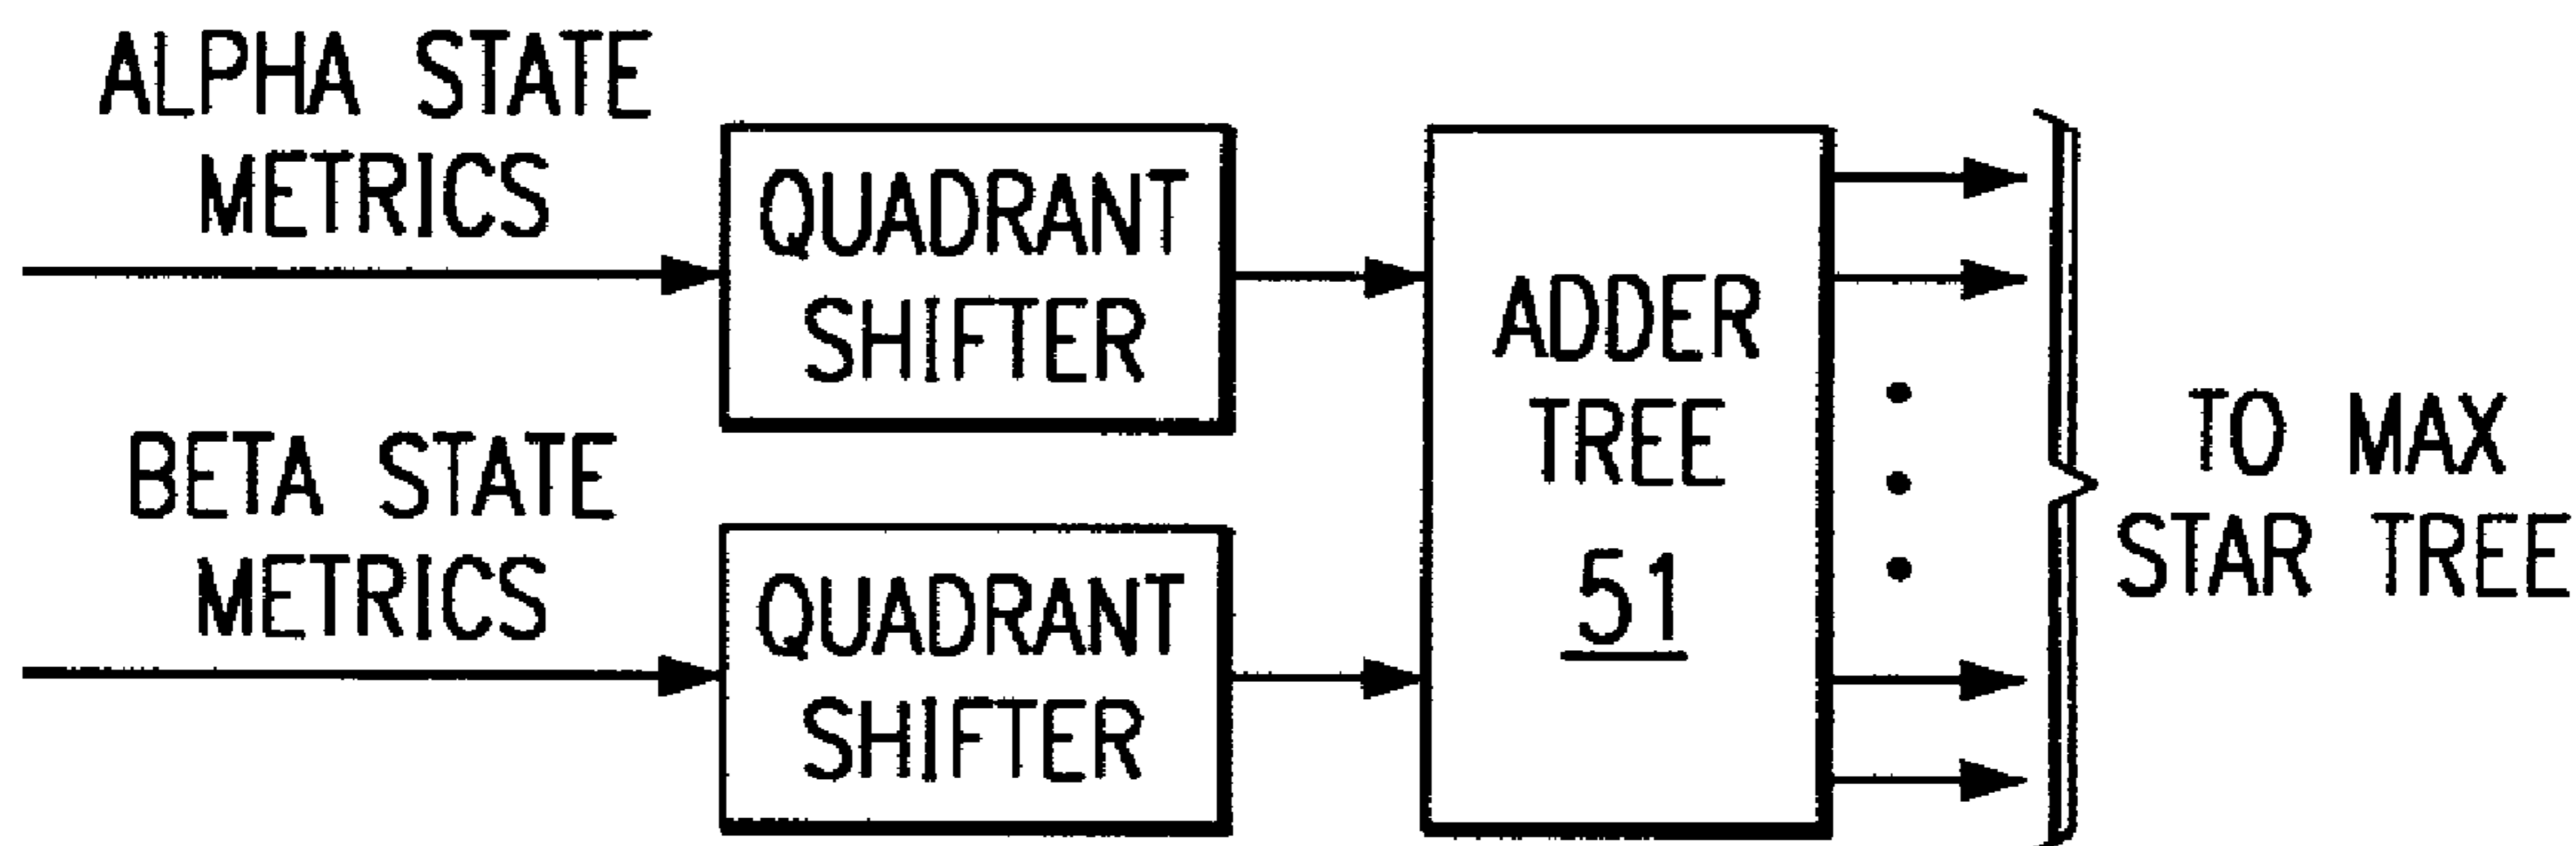 ALPHA STATE
METRICS
QUADRANT
SHIFTER
BETA STATE
METRICS
QUADRANT
SHIFTER
ADDER
TREE
51
TO MAX
STAR TREE